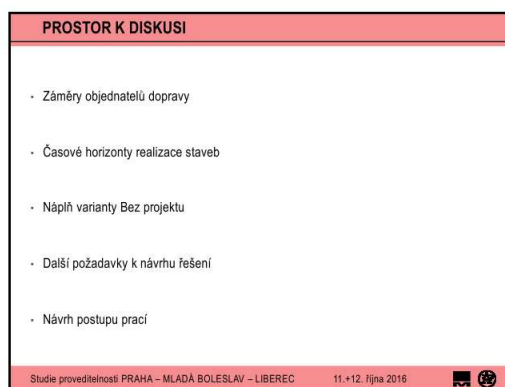 PROSTOR K DISKUSI
- Záměry objednatelů dopravy
- Časové horizonty realizace staveb
- Náplň varianty Bez projektu
- Další požadavky k návrhu řešení
- Návrh postupu prací
Studie proveditelnosti PRAHA – MLADÁ BOLESLAV – LIBEREC 11.+12. října 2016